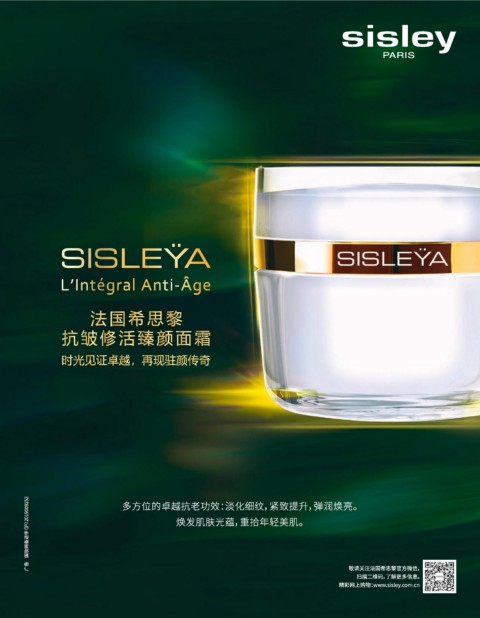 sisley
PARIS
SISLEŸA
SISLEŸA
L'Intégral Anti-Âge
法国希思黎
抗皱修活臻颜面霜
时光见证卓越，再现驻颜传奇
多方位的卓越抗老功效:淡化细纹,紧致提升,弹润焕亮。
焕发肌肤光蕴,重拾年轻美肌。
敬请关注法国希思黎官方微信,
扫描二维码,了解更多信息。
精彩网上购物:www.sisley.com.cn
广告